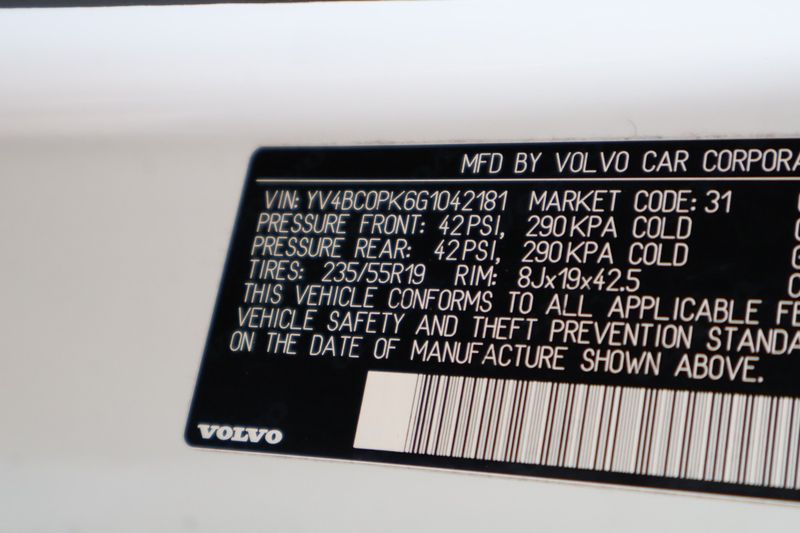 MFD BY VOLVO CAR CORPORA
VIN: YV4BC0PK6G1042181 MARKET CODE: 31
PRESSURE FRONT: 42PSI, 290KPA COLD
PRESSURE REAR: 42PSI, 290KPA COLD
TIRES: 235/55R19 RIM: 8Jx19x42.5
THIS VEHICLE CONFORMS TO ALL APPLICABLE FE
VEHICLE SAFETY AND THEFT PREVENTION STANDA
ON THE DATE OF MANUFACTURE SHOWN ABOVE.
VOLVO